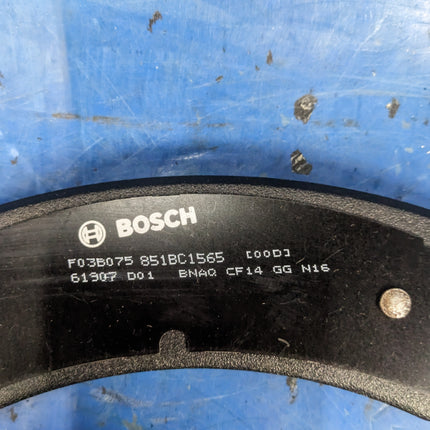 BOSCH
F03B075 851BC1565 [00D]
61907 D01 BNAQ CF14 GG N16